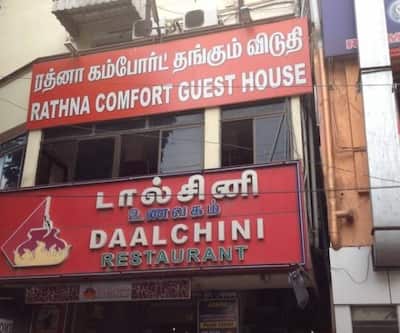 ரத்னா கம்போர்ட் தங்கும் விடுதி
RATHNA COMFORT GUEST HOUSE
டால்சினி
உணவகம்
DAALCHINI
RESTAURANT